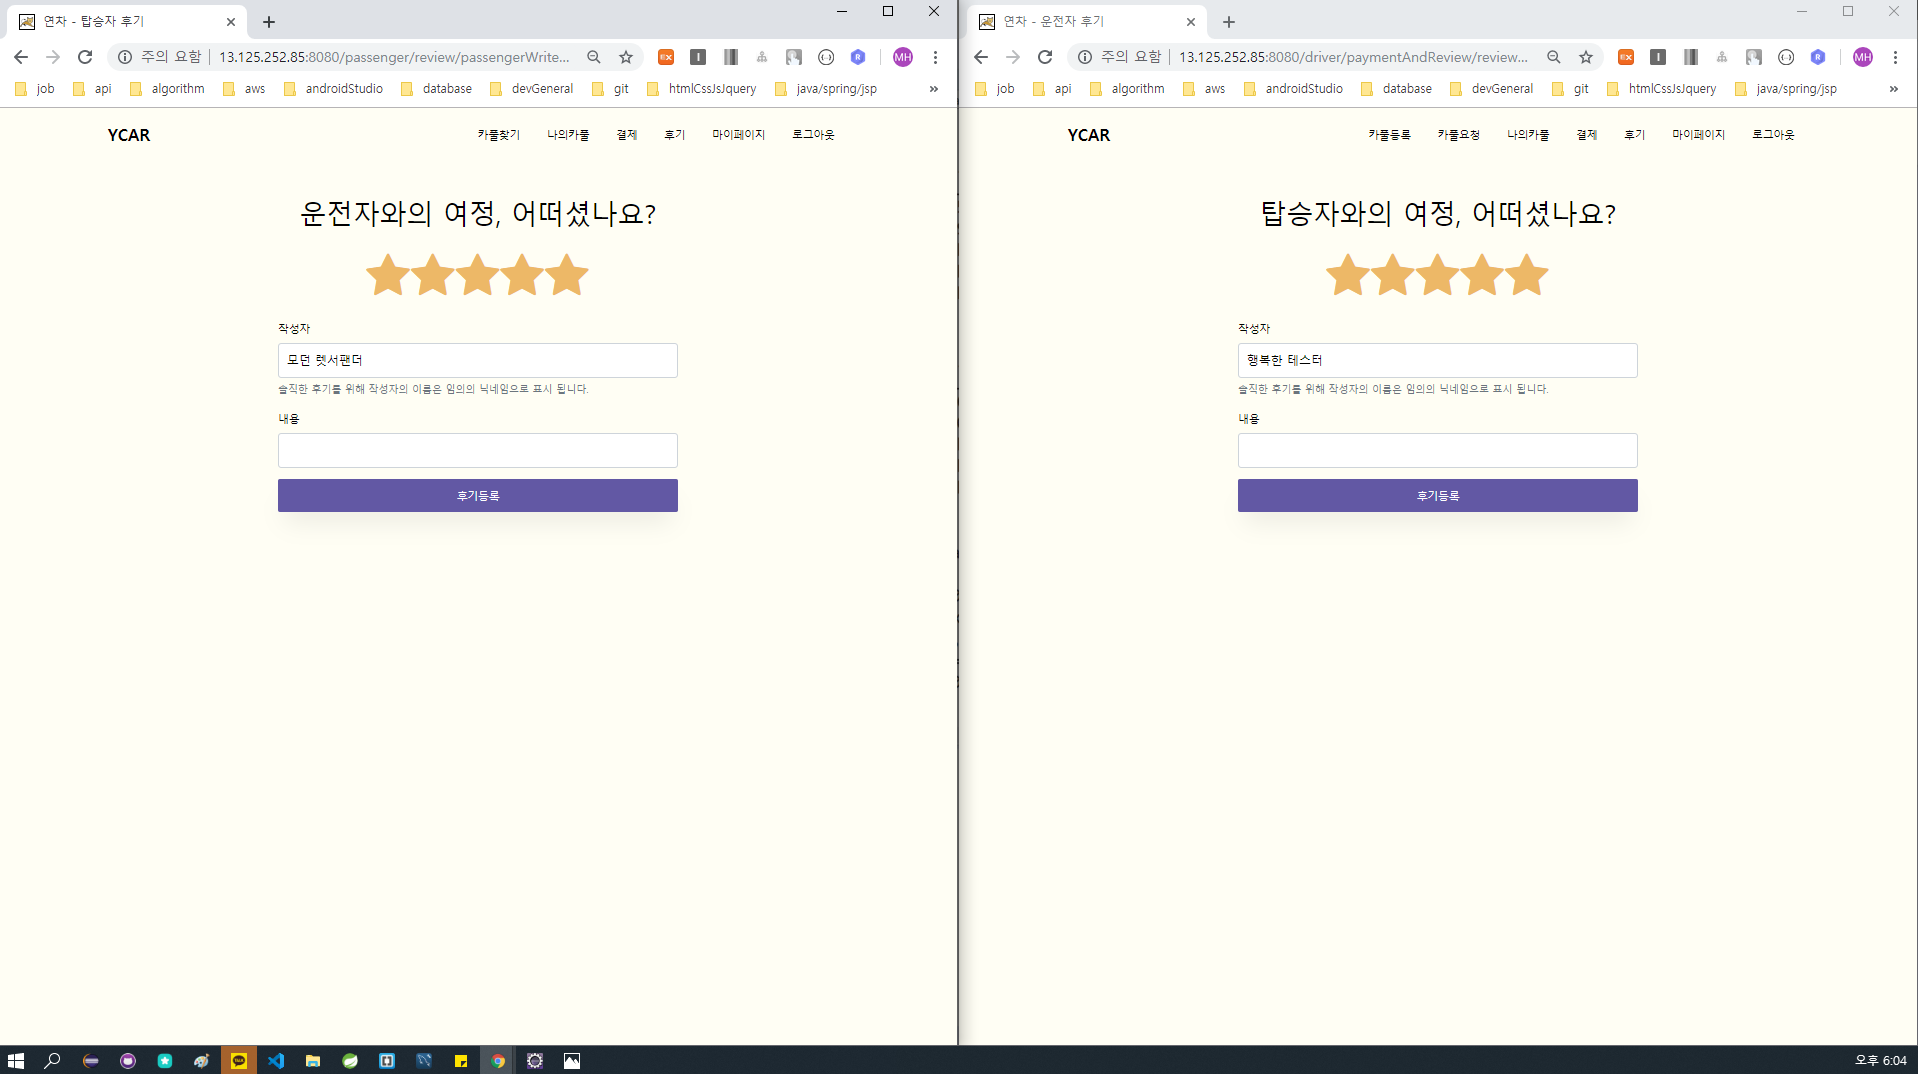 연차 - 탑승자 후기
주의 요함 | 13.125.252.85:8080/passenger/review/passengerWrite...
MH
job api algorithm aws androidStudio database devGeneral git htmlCssJsJquery java/spring/jsp »
YCAR 카풀찾기 나의카풀 결제 후기 마이페이지 로그아웃
운전자와의 여정, 어떠셨나요?
작성자
모던 렛서팬더
솔직한 후기를 위해 작성자의 이름은 임의의 닉네임으로 표시 됩니다.
내용
후기등록
연차 - 운전자 후기
주의 요함 | 13.125.252.85:8080/driver/paymentAndReview/review...
MH
job api algorithm aws androidStudio database devGeneral git htmlCssJsJquery java/spring/jsp »
YCAR 카풀등록 카풀요청 나의카풀 결제 후기 마이페이지 로그아웃
탑승자와의 여정, 어떠셨나요?
작성자
행복한 테스터
솔직한 후기를 위해 작성자의 이름은 임의의 닉네임으로 표시 됩니다.
내용
후기등록
오후 6:04